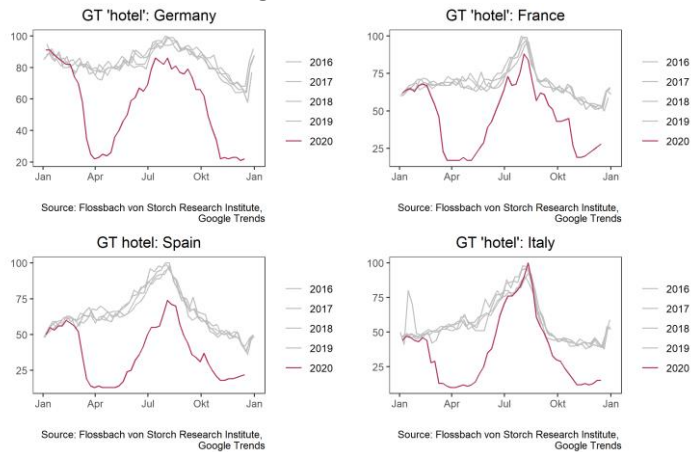 GT 'hotel': Germany
100
80
60
40
20
Jan
Apr
Jul
Okt
Jan
2016
2017
2018
2019
2020
Source: Flossbach von Storch Research Institute,
Google Trends
GT 'hotel': France
100
75
50
25
Jan
Apr
Jul
Okt
Jan
2016
2017
2018
2019
2020
Source: Flossbach von Storch Research Institute,
Google Trends
GT hotel: Spain
100
75
50
25
Jan
Apr
Jul
Okt
Jan
2016
2017
2018
2019
2020
Source: Flossbach von Storch Research Institute,
Google Trends
GT 'hotel': Italy
100
75
50
25
Jan
Apr
Jul
Okt
Jan
2016
2017
2018
2019
2020
Source: Flossbach von Storch Research Institute,
Google Trends